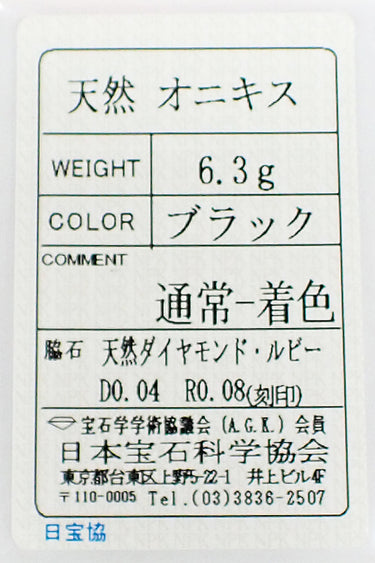 天然 オニキス
WEIGHT 6.3g
COLOR ブラック
COMMENT
通常-着色
脇石 天然ダイヤモンド・ルビー
D0.04 R0.08(刻印)
宝石学学術協議会(A.G.K.)会員
日本宝石科学協会
東京都台東区上野5-22-1 井上ビル4F
〒110-0005 Tel.(03)3836-2507
日宝協